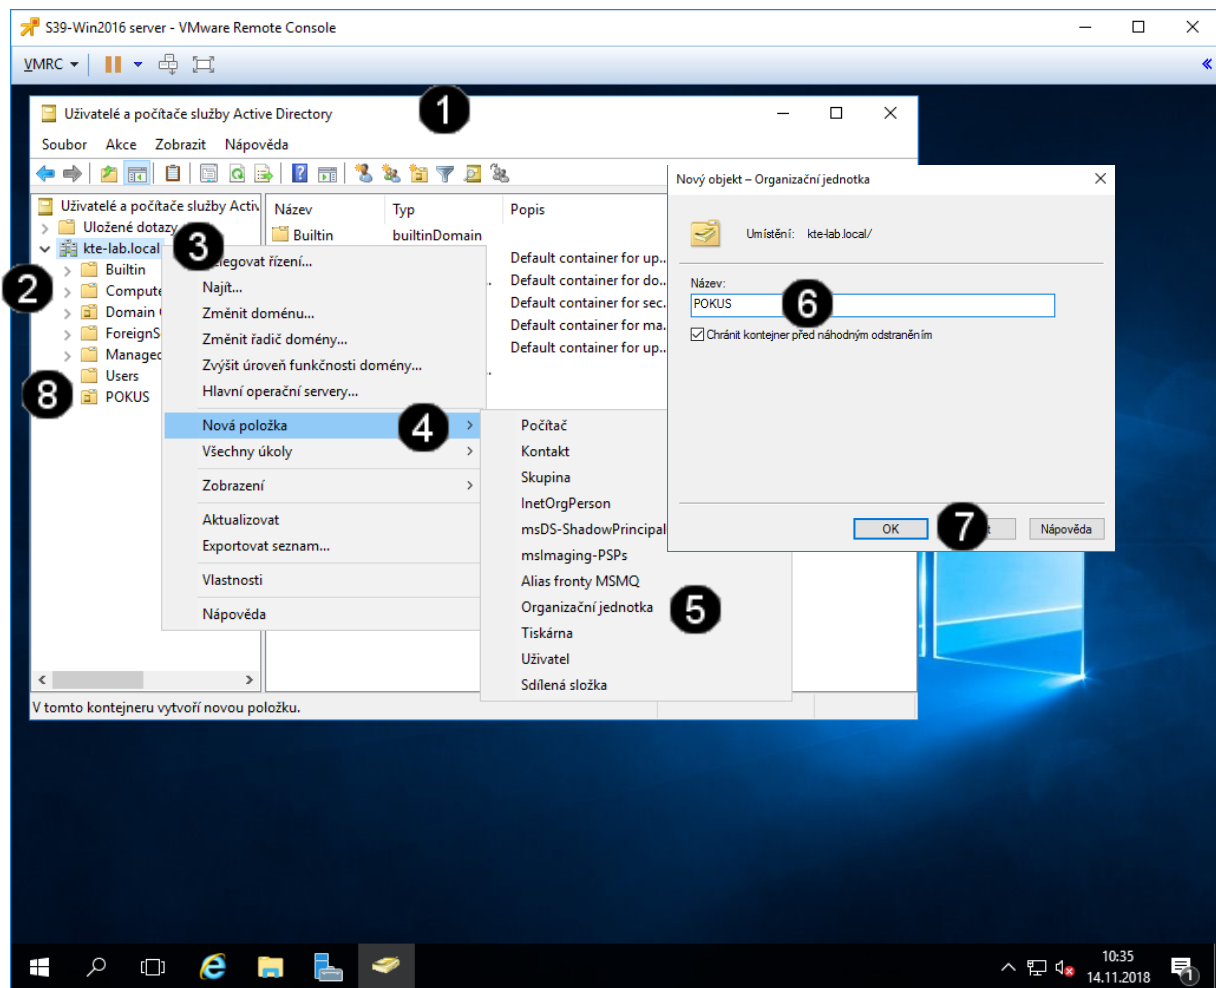 S39-Win2016 server - VMware Remote Console
VMRC
Uživatelé a počítače služby Active Directory
1
Soubor Akce Zobrazit Nápověda
Uživatelé a počítače služby Activ
Uložené dotazy
kte-lab.local
3
Builtin
2
Compute
Domain
ForeignS
Managed
Users
8
POKUS
Název Typ Popis
Builtin builtinDomain
Default container for up...
Default container for do...
Default container for sec...
Default container for ma...
Default container for up...
elegovat řízení...
Najít...
Změnit doménu...
Změnit řadič domény...
Zvýšit úroveň funkčnosti domény...
Hlavní operační servery...
Nová položka
4
Všechny úkoly
Zobrazení
Aktualizovat
Exportovat seznam...
Vlastnosti
Nápověda
Počítač
Kontakt
Skupina
InetOrgPerson
msDS-ShadowPrincipal
msImaging-PSPs
Alias fronty MSMQ
Organizační jednotka
5
Tiskárna
Uživatel
Sdílená složka
Nový objekt – Organizační jednotka
Umístění: kte-lab.local/
Název:
POKUS
6
Chránit kontejner před náhodným odstraněním
OK
7
Nápověda
V tomto kontejneru vytvoří novou položku.
10:35
14.11.2018
1